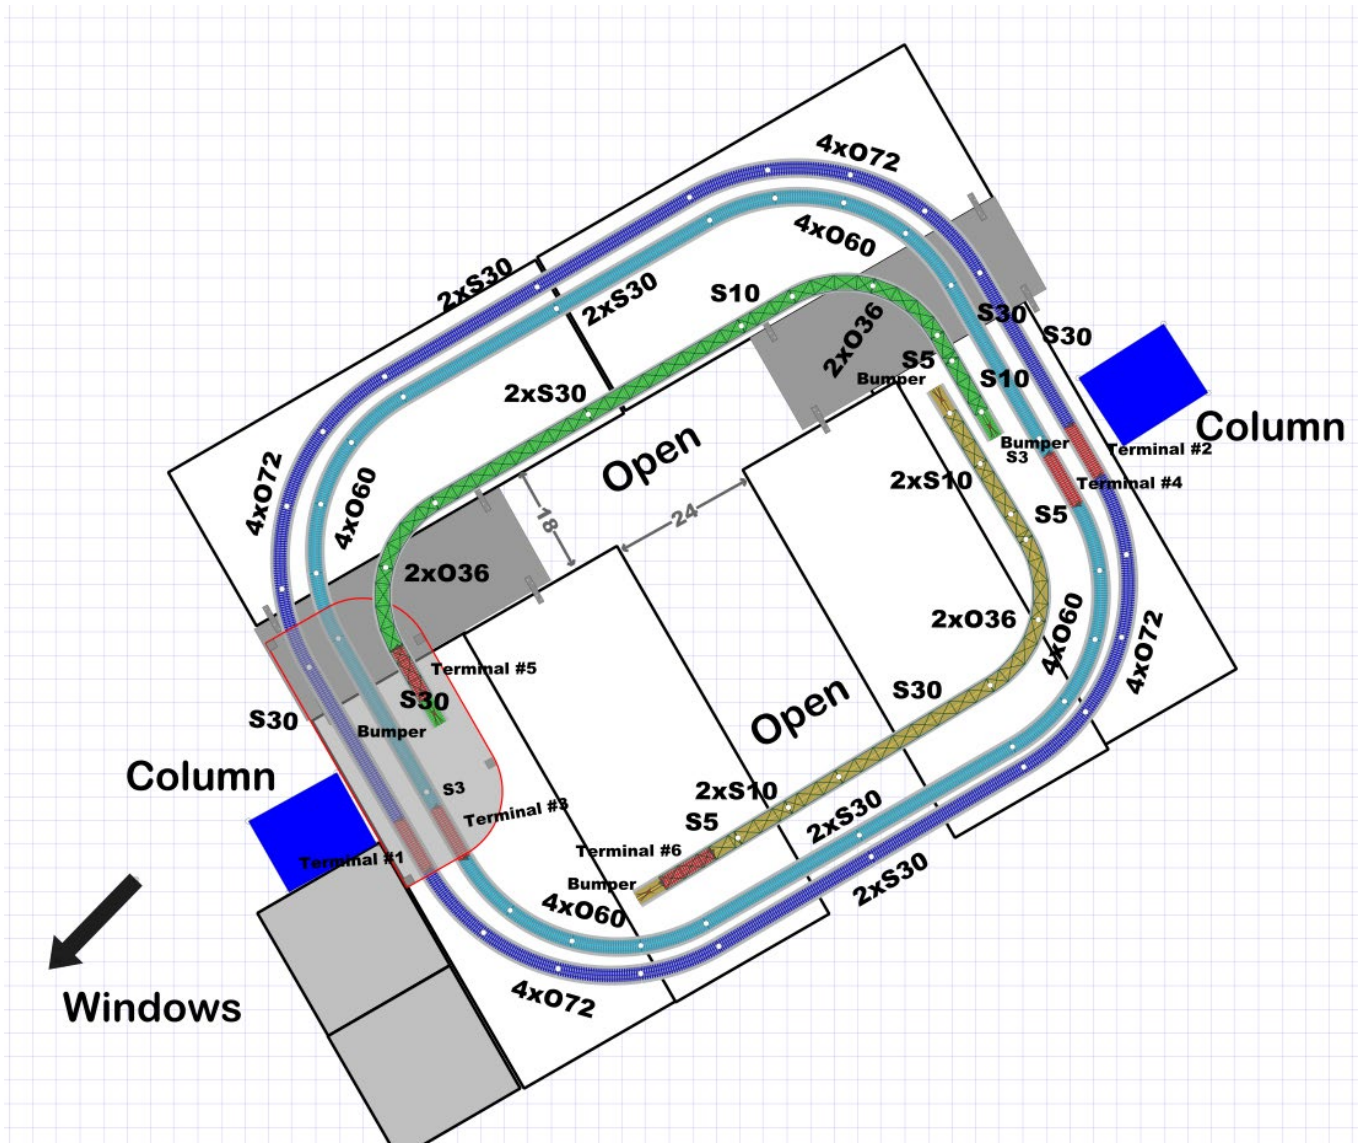 4xO72
4xO60
2xS30
2xS30
S10
S30
S30
2xO36
S5
Bumper
S10
2xS30
Column
Open
Bumper
S3
Terminal #2
Terminal #4
4xO72
4xO60
2xS10
S5
18
24
2xO36
2xO36
4xO60
4xO72
Terminal #5
S30
S30
S30
Open
Bumper
Column
S3
Terminal #3
2xS10
2xS30
S5
Terminal #6
Terminal #1
2xS30
Bumper
4xO60
4xO72
Windows